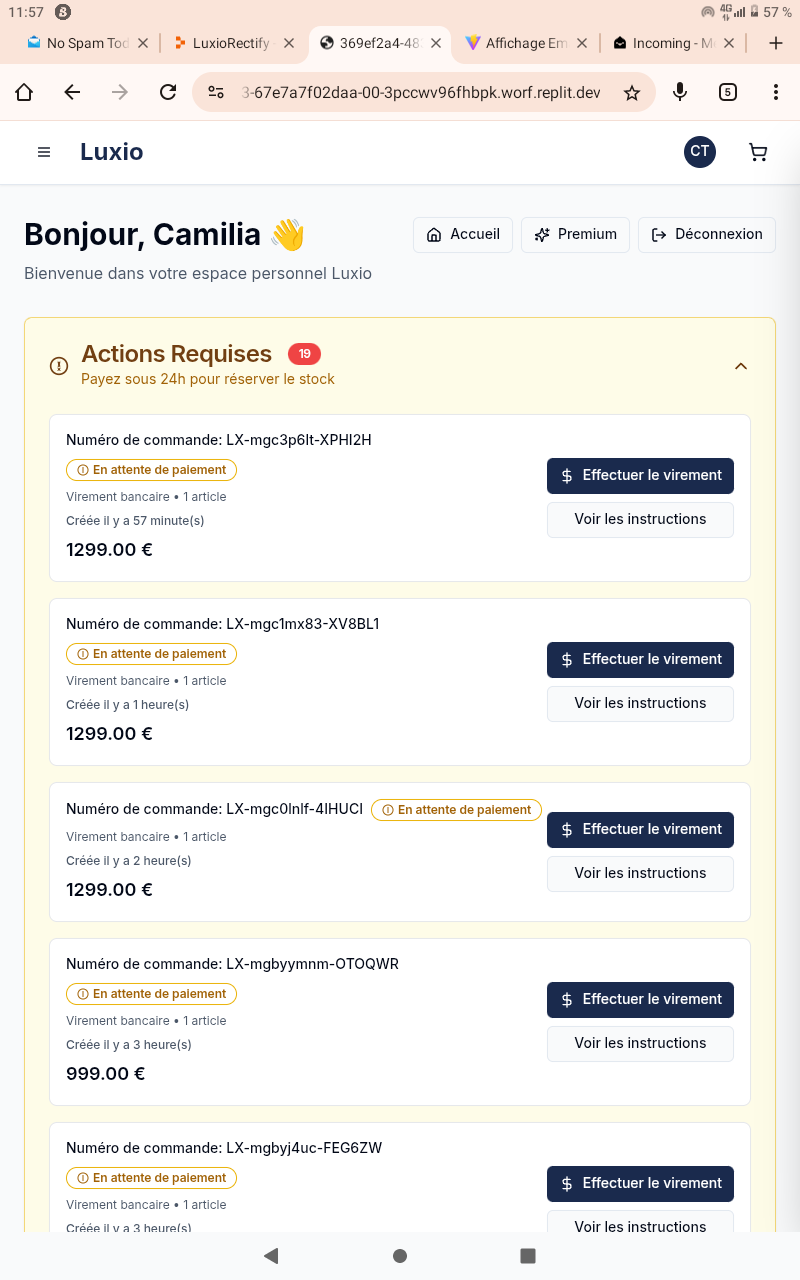 11:57
4G
57 %
No Spam Tod
LuxioRectify
369ef2a4-48
Affichage Em
Incoming - M
3-67e7a7f02daa-00-3pccwv96fhbpk.worf.replit.dev
5
Luxio
CT
Bonjour, Camilia 👋
Accueil
Premium
Déconnexion
Bienvenue dans votre espace personnel Luxio
Actions Requises 19
Payez sous 24h pour réserver le stock
Numéro de commande: LX-mgc3p6lt-XPHI2H
En attente de paiement
Effectuer le virement
Virement bancaire • 1 article
Créée il y a 57 minute(s)
Voir les instructions
1299.00 €
Numéro de commande: LX-mgc1mx83-XV8BL1
En attente de paiement
Effectuer le virement
Virement bancaire • 1 article
Créée il y a 1 heure(s)
Voir les instructions
1299.00 €
Numéro de commande: LX-mgc0lnlf-4IHUCI En attente de paiement
Effectuer le virement
Virement bancaire • 1 article
Créée il y a 2 heure(s)
Voir les instructions
1299.00 €
Numéro de commande: LX-mgbyymnm-OTOQWR
En attente de paiement
Effectuer le virement
Virement bancaire • 1 article
Créée il y a 3 heure(s)
Voir les instructions
999.00 €
Numéro de commande: LX-mgbyj4uc-FEG6ZW
En attente de paiement
Effectuer le virement
Virement bancaire • 1 article
Créée il y a 3 heure(s)
Voir les instructions